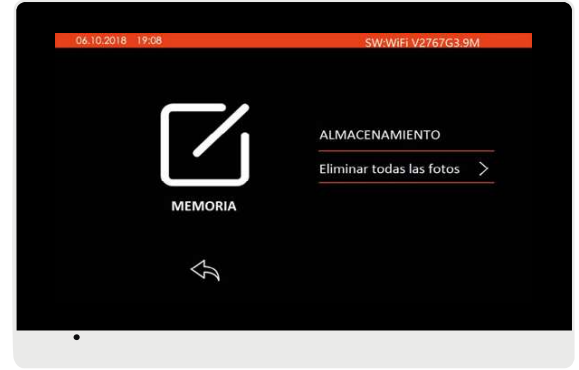 06.10.2018 19:08
SW:WiFi V2767G3.9M
ALMACENAMIENTO
Eliminar todas las fotos
MEMORIA